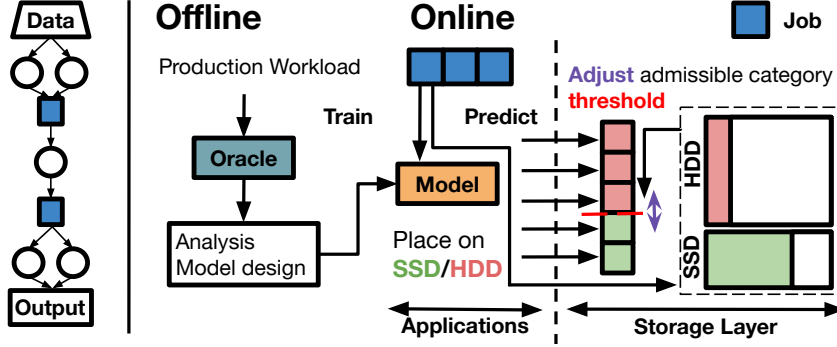 Data
Output
Offline
Production Workload
Oracle
Analysis
Model design
Online
Train
Predict
Model
Place on
SSD/HDD
Applications
Job
Adjust admissible category
threshold
HDD
SSD
Storage Layer